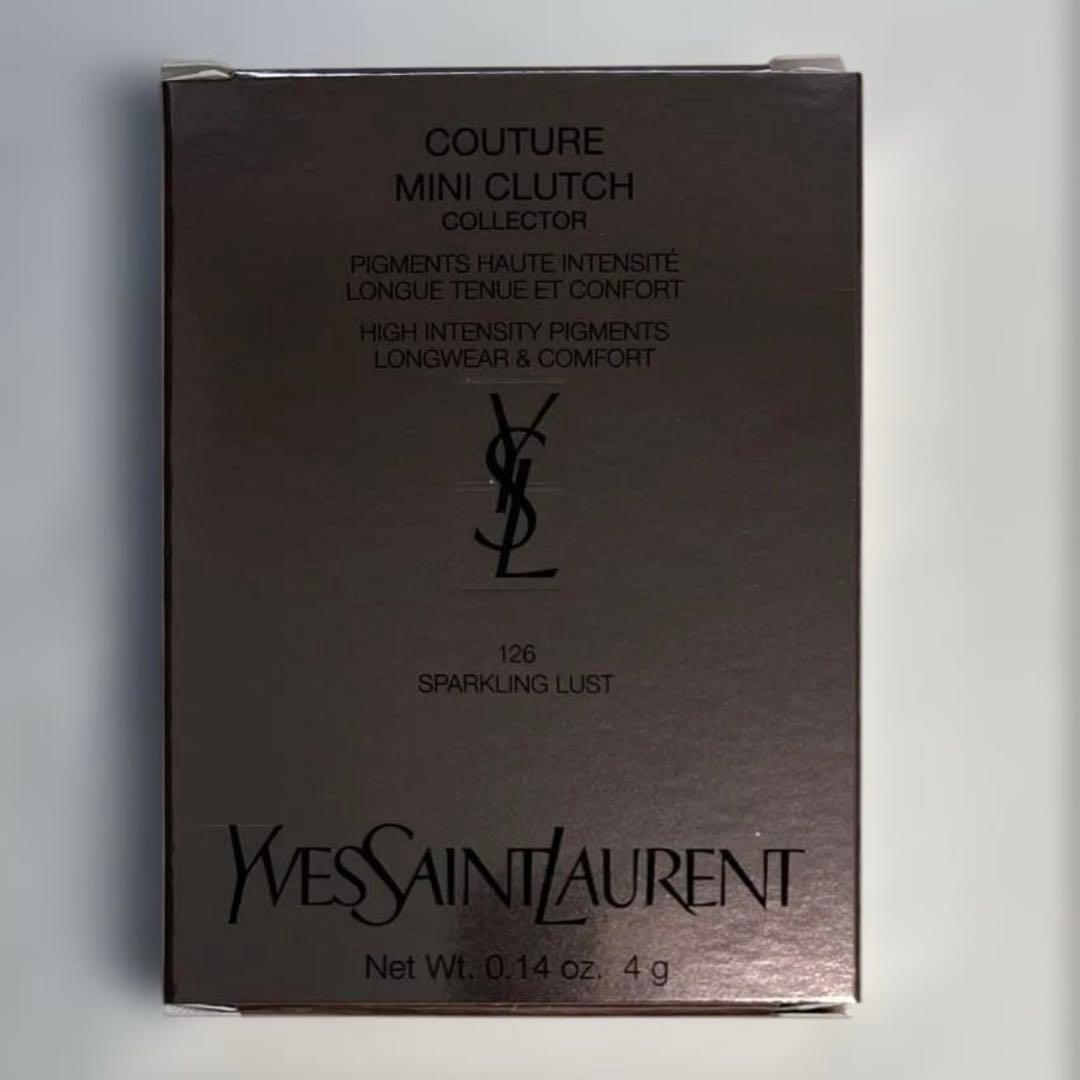 COUTURE
MINI CLUTCH
COLLECTOR
PIGMENTS HAUTE INTENSITÉ
LONGUE TENUE ET CONFORT
HIGH INTENSITY PIGMENTS
LONGWEAR & COMFORT
YSL
126
SPARKLING LUST
YVESSAINTLAURENT
Net Wt. 0.14 oz. 4 g